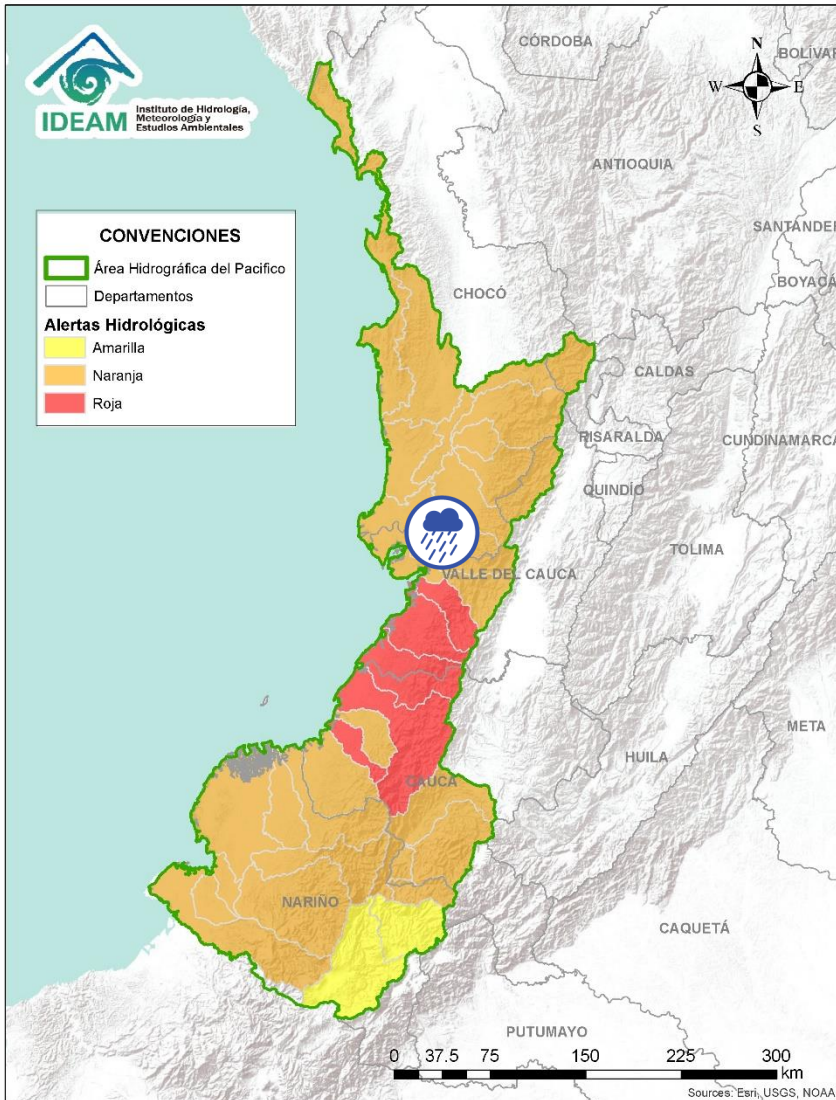 IDEAM
Instituto de Hidrología,
Meteorología y
Estudios Ambientales
CÓRDOBA
BOLÍVAR
N
W
E
S
ANTIOQUIA
SANTANDER
BOYACÁ
CONVENCIONES
Área Hidrográfica del Pacifico
Departamentos
Alertas Hidrológicas
Amarilla
Naranja
Roja
CHOCÓ
CALDAS
RISARALDA
CUNDINAMARCA
QUINDÍO
TOLIMA
VALLE DEL CAUCA
META
HUILA
CAUCA
NARIÑO
CAQUETÁ
PUTUMAYO
0 37.5 75 150 225 300
km
Sources: Esri, USGS, NOAA